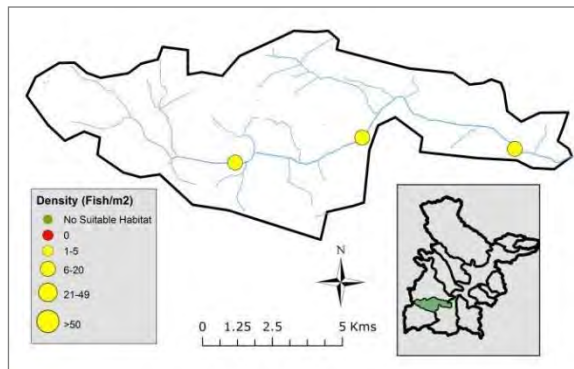 Density (Fish/m2)
No Suitable Habitat
0
1-5
6-20
21-49
>50
N
0 1.25 2.5 5 Kms